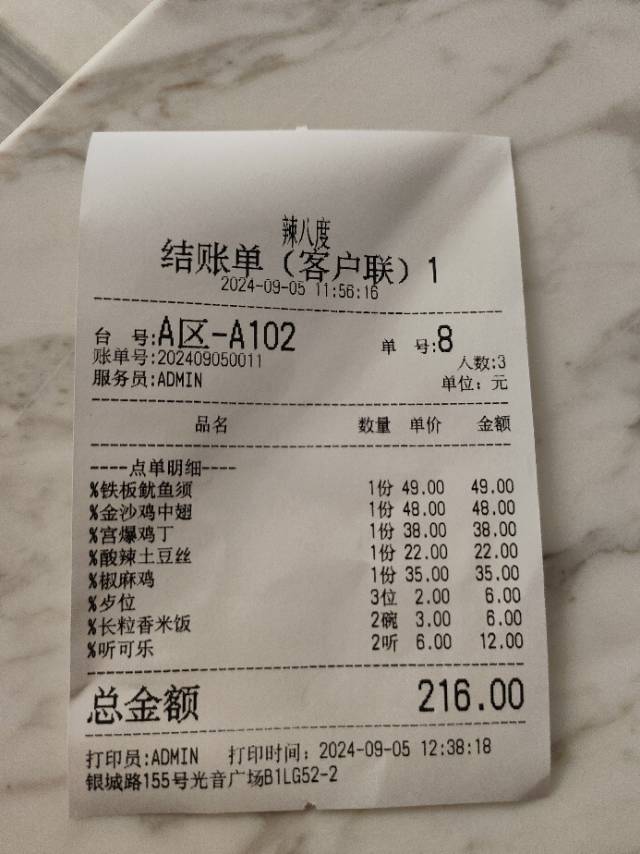 辣八度
结账单（客户联）1
2024-09-05 11:56:16
台 号:A区-A102 单 号:8
账单号:202409050011 人数:3
服务员:ADMIN 单位：元
品名 数量 单价 金额
----点单明细----
%铁板鱿鱼须 1份 49.00 49.00
%金沙鸡中翅 1份 48.00 48.00
%宫爆鸡丁 1份 38.00 38.00
%酸辣土豆丝 1份 22.00 22.00
%椒麻鸡 1份 35.00 35.00
%歺位 3位 2.00 6.00
%长粒香米饭 2碗 3.00 6.00
%听可乐 2听 6.00 12.00
总金额 216.00
打印员:ADMIN 打印时间：2024-09-05 12:38:18
银城路155号光音广场B1LG52-2